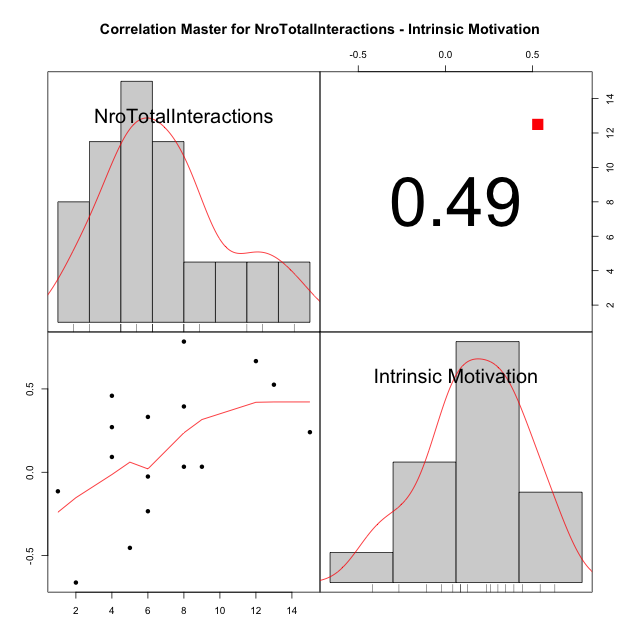 Correlation Master for NroTotalInteractions - Intrinsic Motivation
-0.5 0.0 0.5
NroTotalInteractions
0.49
14
12
10
8
6
4
2
Intrinsic Motivation
0.5
0.0
-0.5
2 4 6 8 10 12 14